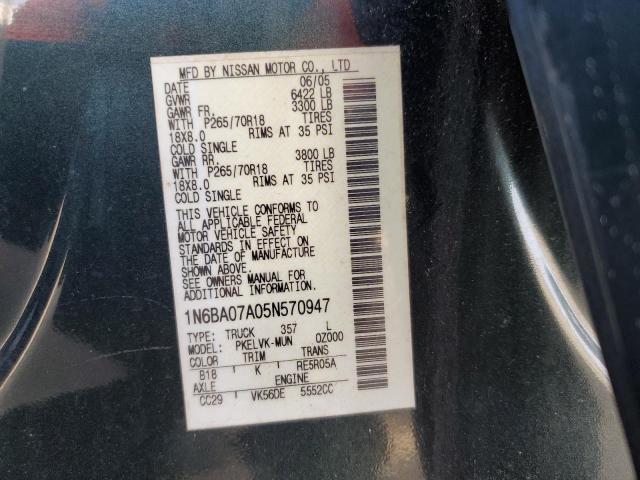 MFD BY NISSAN MOTOR CO., LTD
DATE 06/05
GVWR 6422 LB
GAWR FR. 3300 LB
WITH P265/70R18 TIRES
18X8.0 RIMS AT 35 PSI
COLD SINGLE
GAWR RR. 3800 LB
WITH P265/70R18 TIRES
18X8.0 RIMS AT 35 PSI
COLD SINGLE
THIS VEHICLE CONFORMS TO
ALL APPLICABLE FEDERAL
MOTOR VEHICLE SAFETY
STANDARDS IN EFFECT ON
THE DATE OF MANUFACTURE
SHOWN ABOVE.
SEE OWNERS MANUAL FOR
ADDITIONAL INFORMATION.
1N6BA07A05N570947
TYPE: TRUCK 357 L
MODEL: PKELVK-MUN 0Z000
COLOR TRIM TRANS
B18 K RE5R05A
AXLE ENGINE
CC29 VK56DE 5552CC